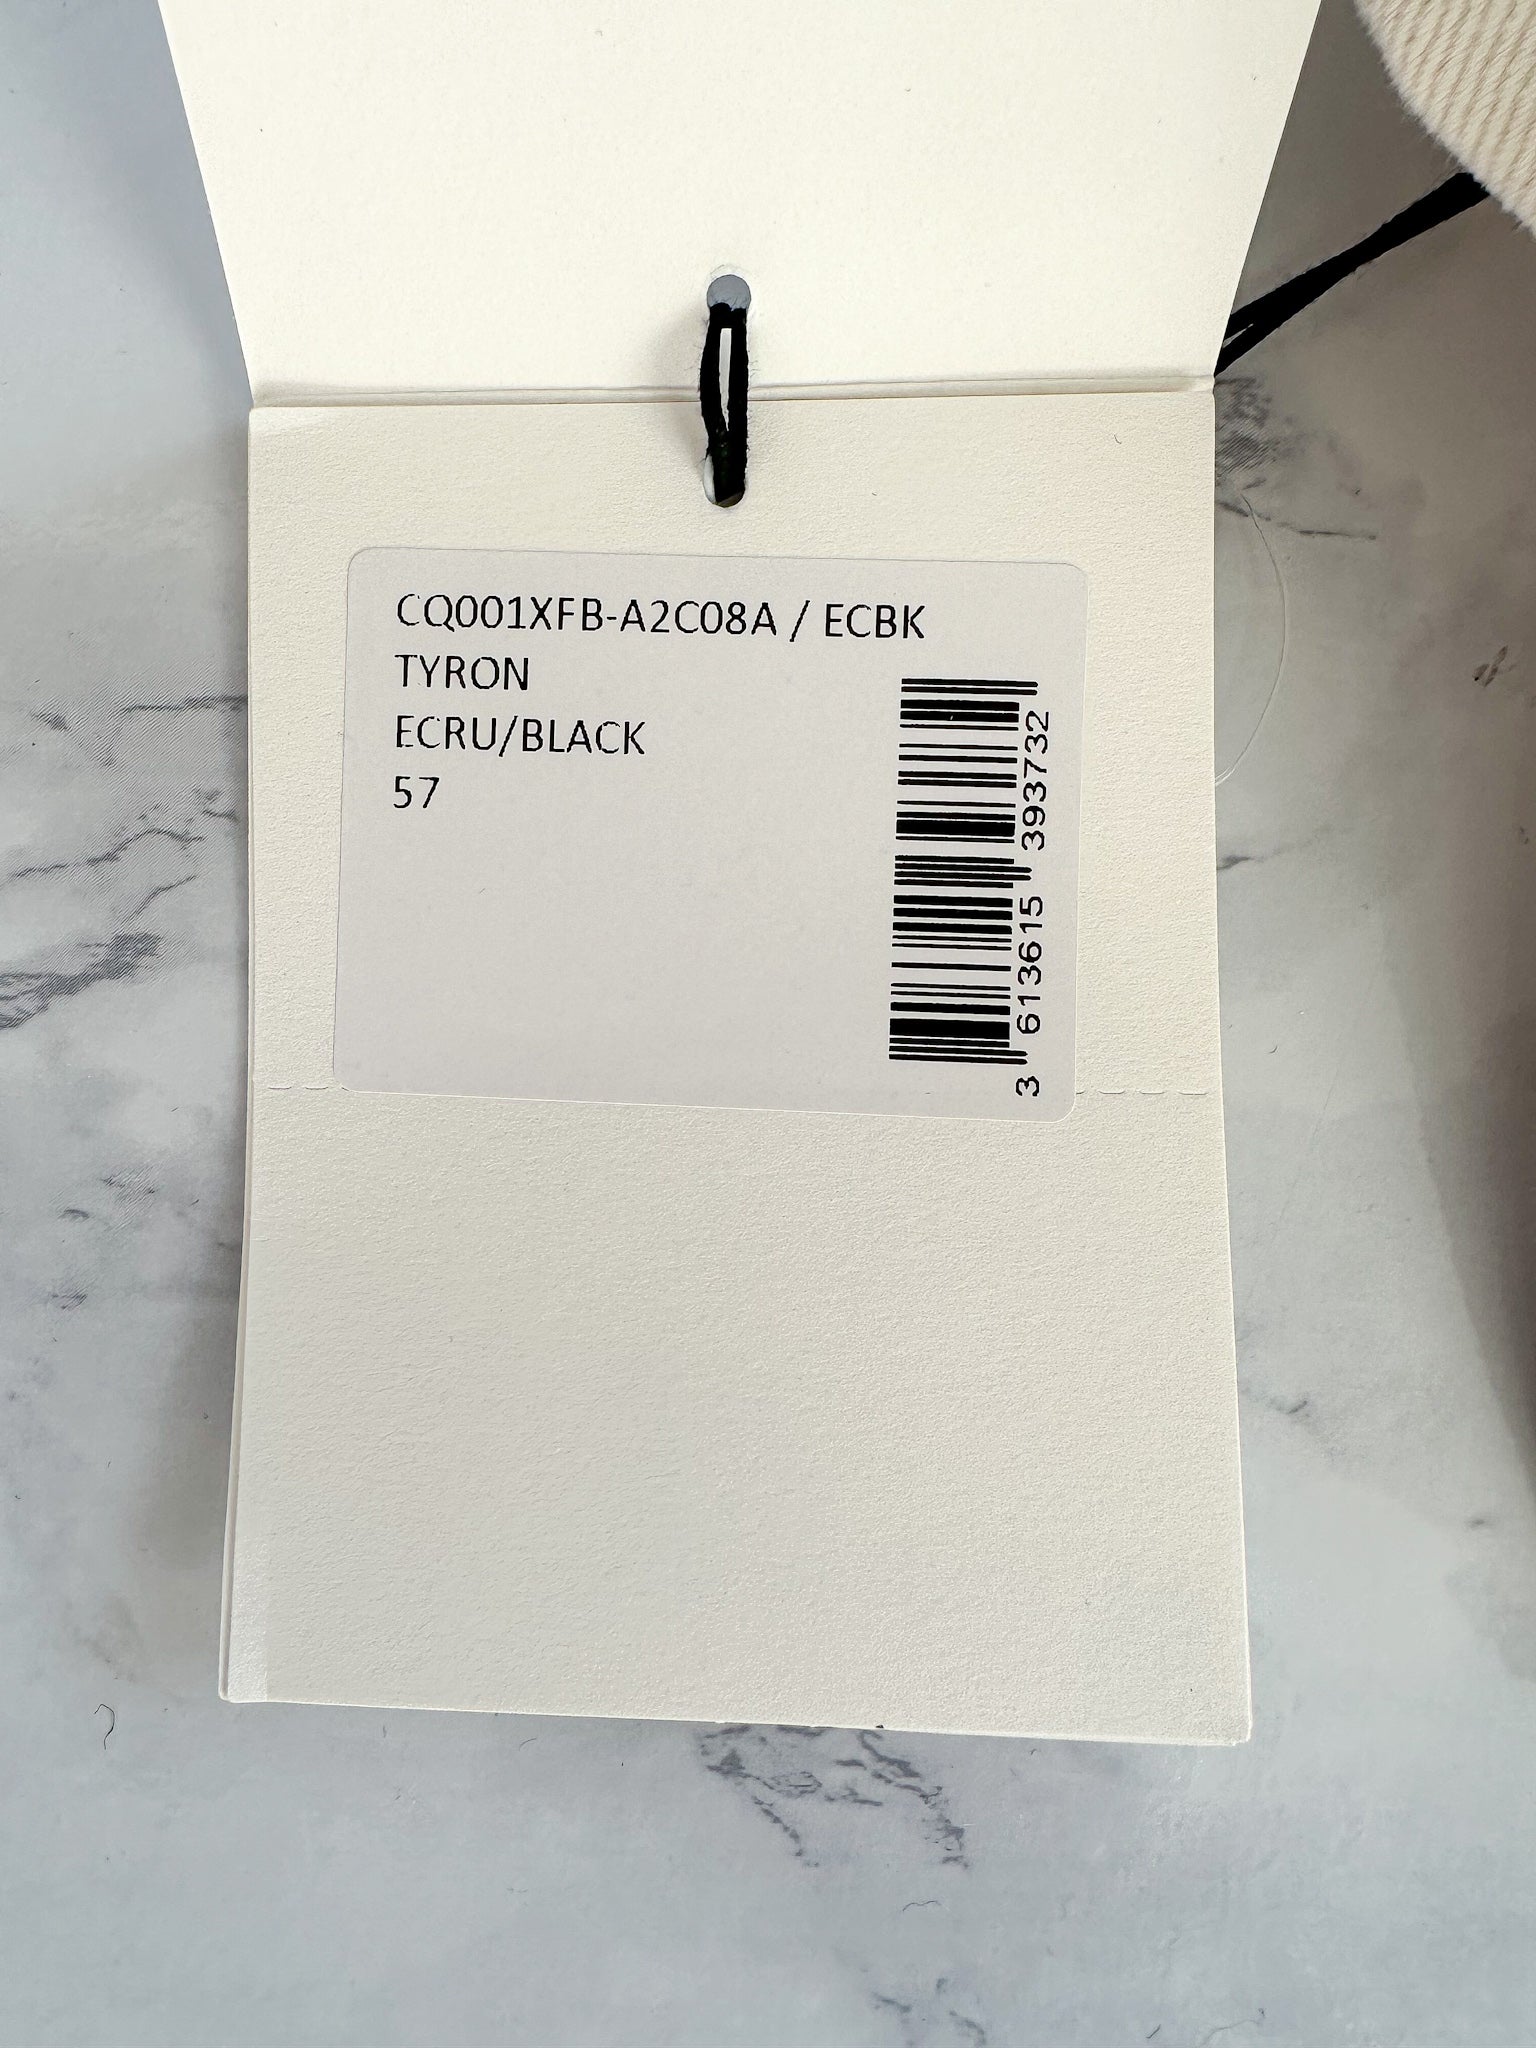 CQ001XFB-A2C08A / ECBK
TYRON
ECRU/BLACK
57
3 613615 393732